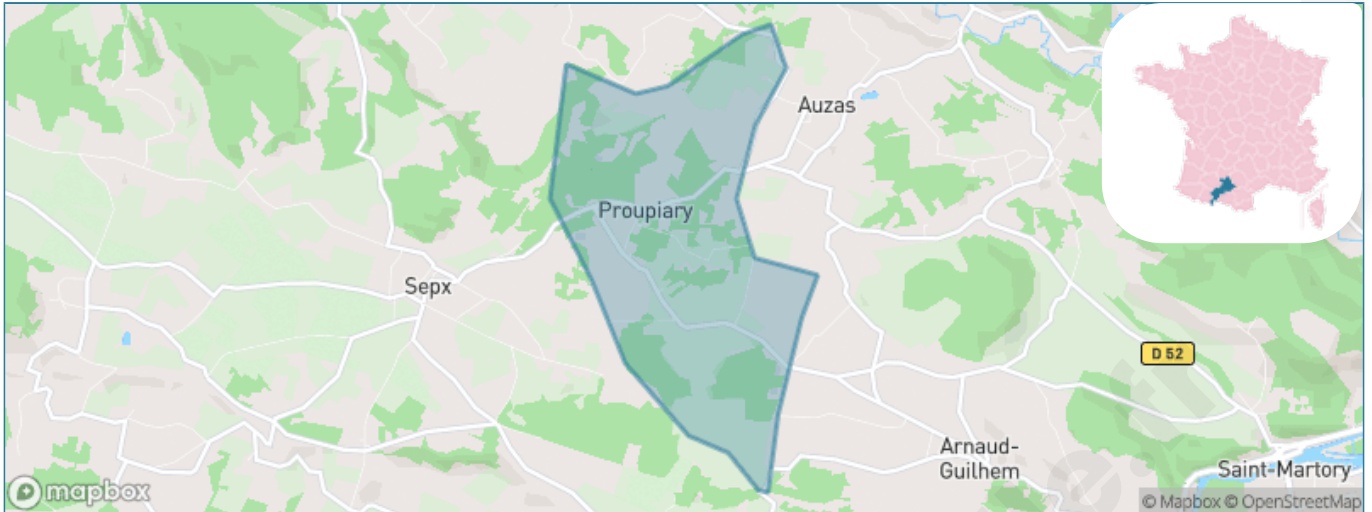 Auzas
Proupiary
Sepx
D 52
Arnaud-
Guilhem
Saint-Martory
mapbox
© Mapbox © OpenStreetMap